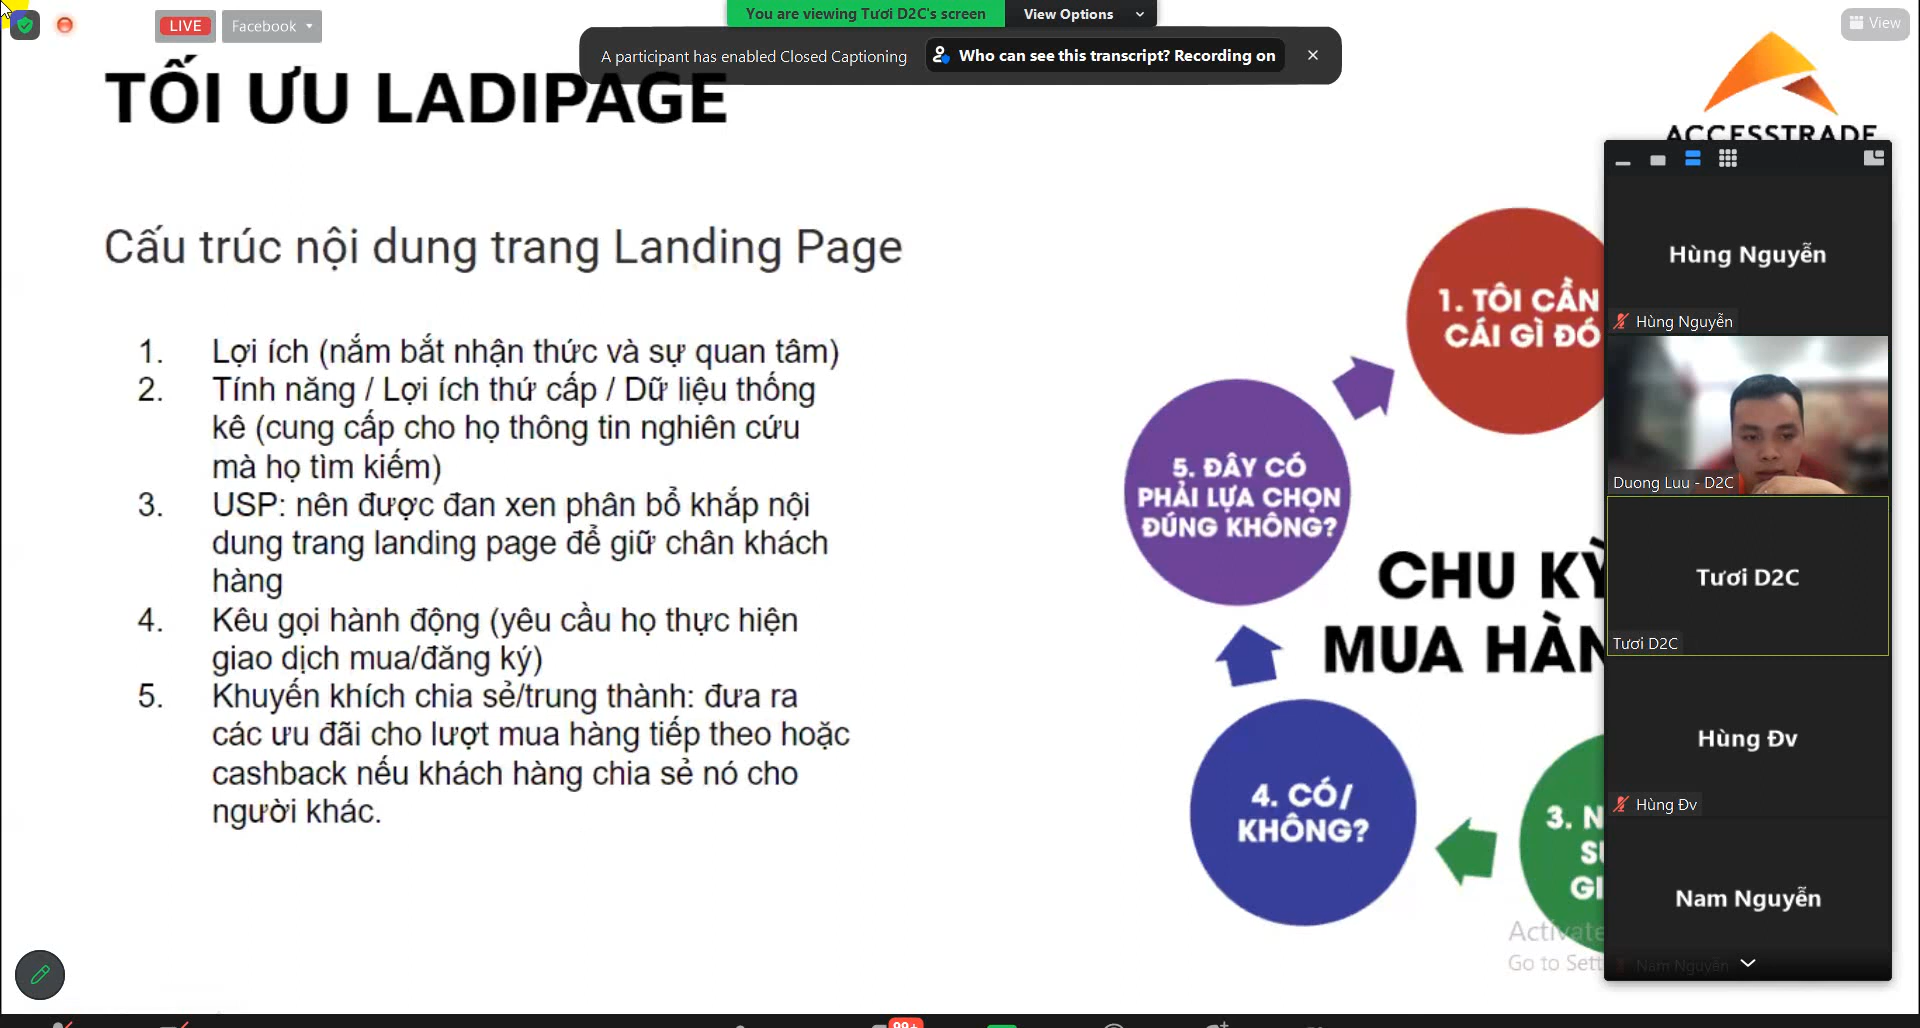 LIVE
Facebook
You are viewing Tươi D2C's screen
View Options
View
A participant has enabled Closed Captioning
Who can see this transcript? Recording on
TỐI ƯU LADIPAGE
ACCESSTRADE
Cấu trúc nội dung trang Landing Page
1. Lợi ích (nắm bắt nhận thức và sự quan tâm)
2. Tính năng / Lợi ích thứ cấp / Dữ liệu thống
kê (cung cấp cho họ thông tin nghiên cứu
mà họ tìm kiếm)
3. USP: nên được đan xen phân bổ khắp nội
dung trang landing page để giữ chân khách
hàng
4. Kêu gọi hành động (yêu cầu họ thực hiện
giao dịch mua/đăng ký)
5. Khuyến khích chia sẻ/trung thành: đưa ra
các ưu đãi cho lượt mua hàng tiếp theo hoặc
cashback nếu khách hàng chia sẻ nó cho
người khác.
1. TÔI CẦN
CÁI GÌ ĐÓ
5. ĐÂY CÓ
PHẢI LỰA CHỌN
ĐÚNG KHÔNG?
CHU KỲ
MUA HÀN
4. CÓ/
KHÔNG?
3. N
Activate
Go to Sett
Hùng Nguyễn
Hùng Nguyễn
Duong Luu - D2C
Tươi D2C
Tươi D2C
Hùng Đv
Hùng Đv
Nam Nguyễn
Nam Nguyễn
99+